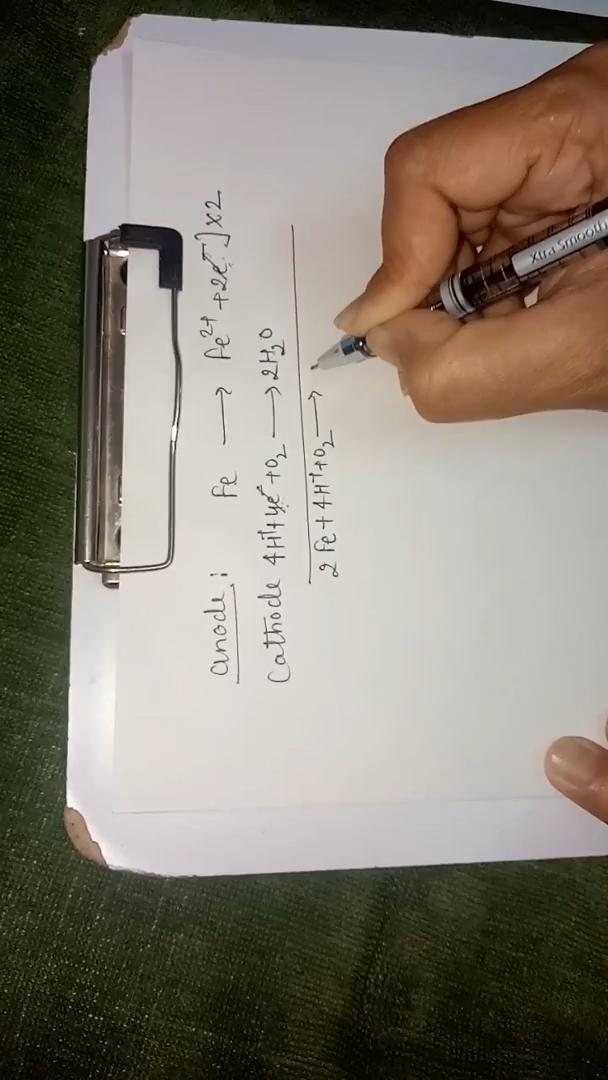 anode: Fe ⟶ Fe²⁺ + 2e⁻] X2
Cathode 4H⁺+4e⁻+O₂ ⟶ 2H₂O
2Fe+4H⁺+O₂ ⟶
Xtra Smooth